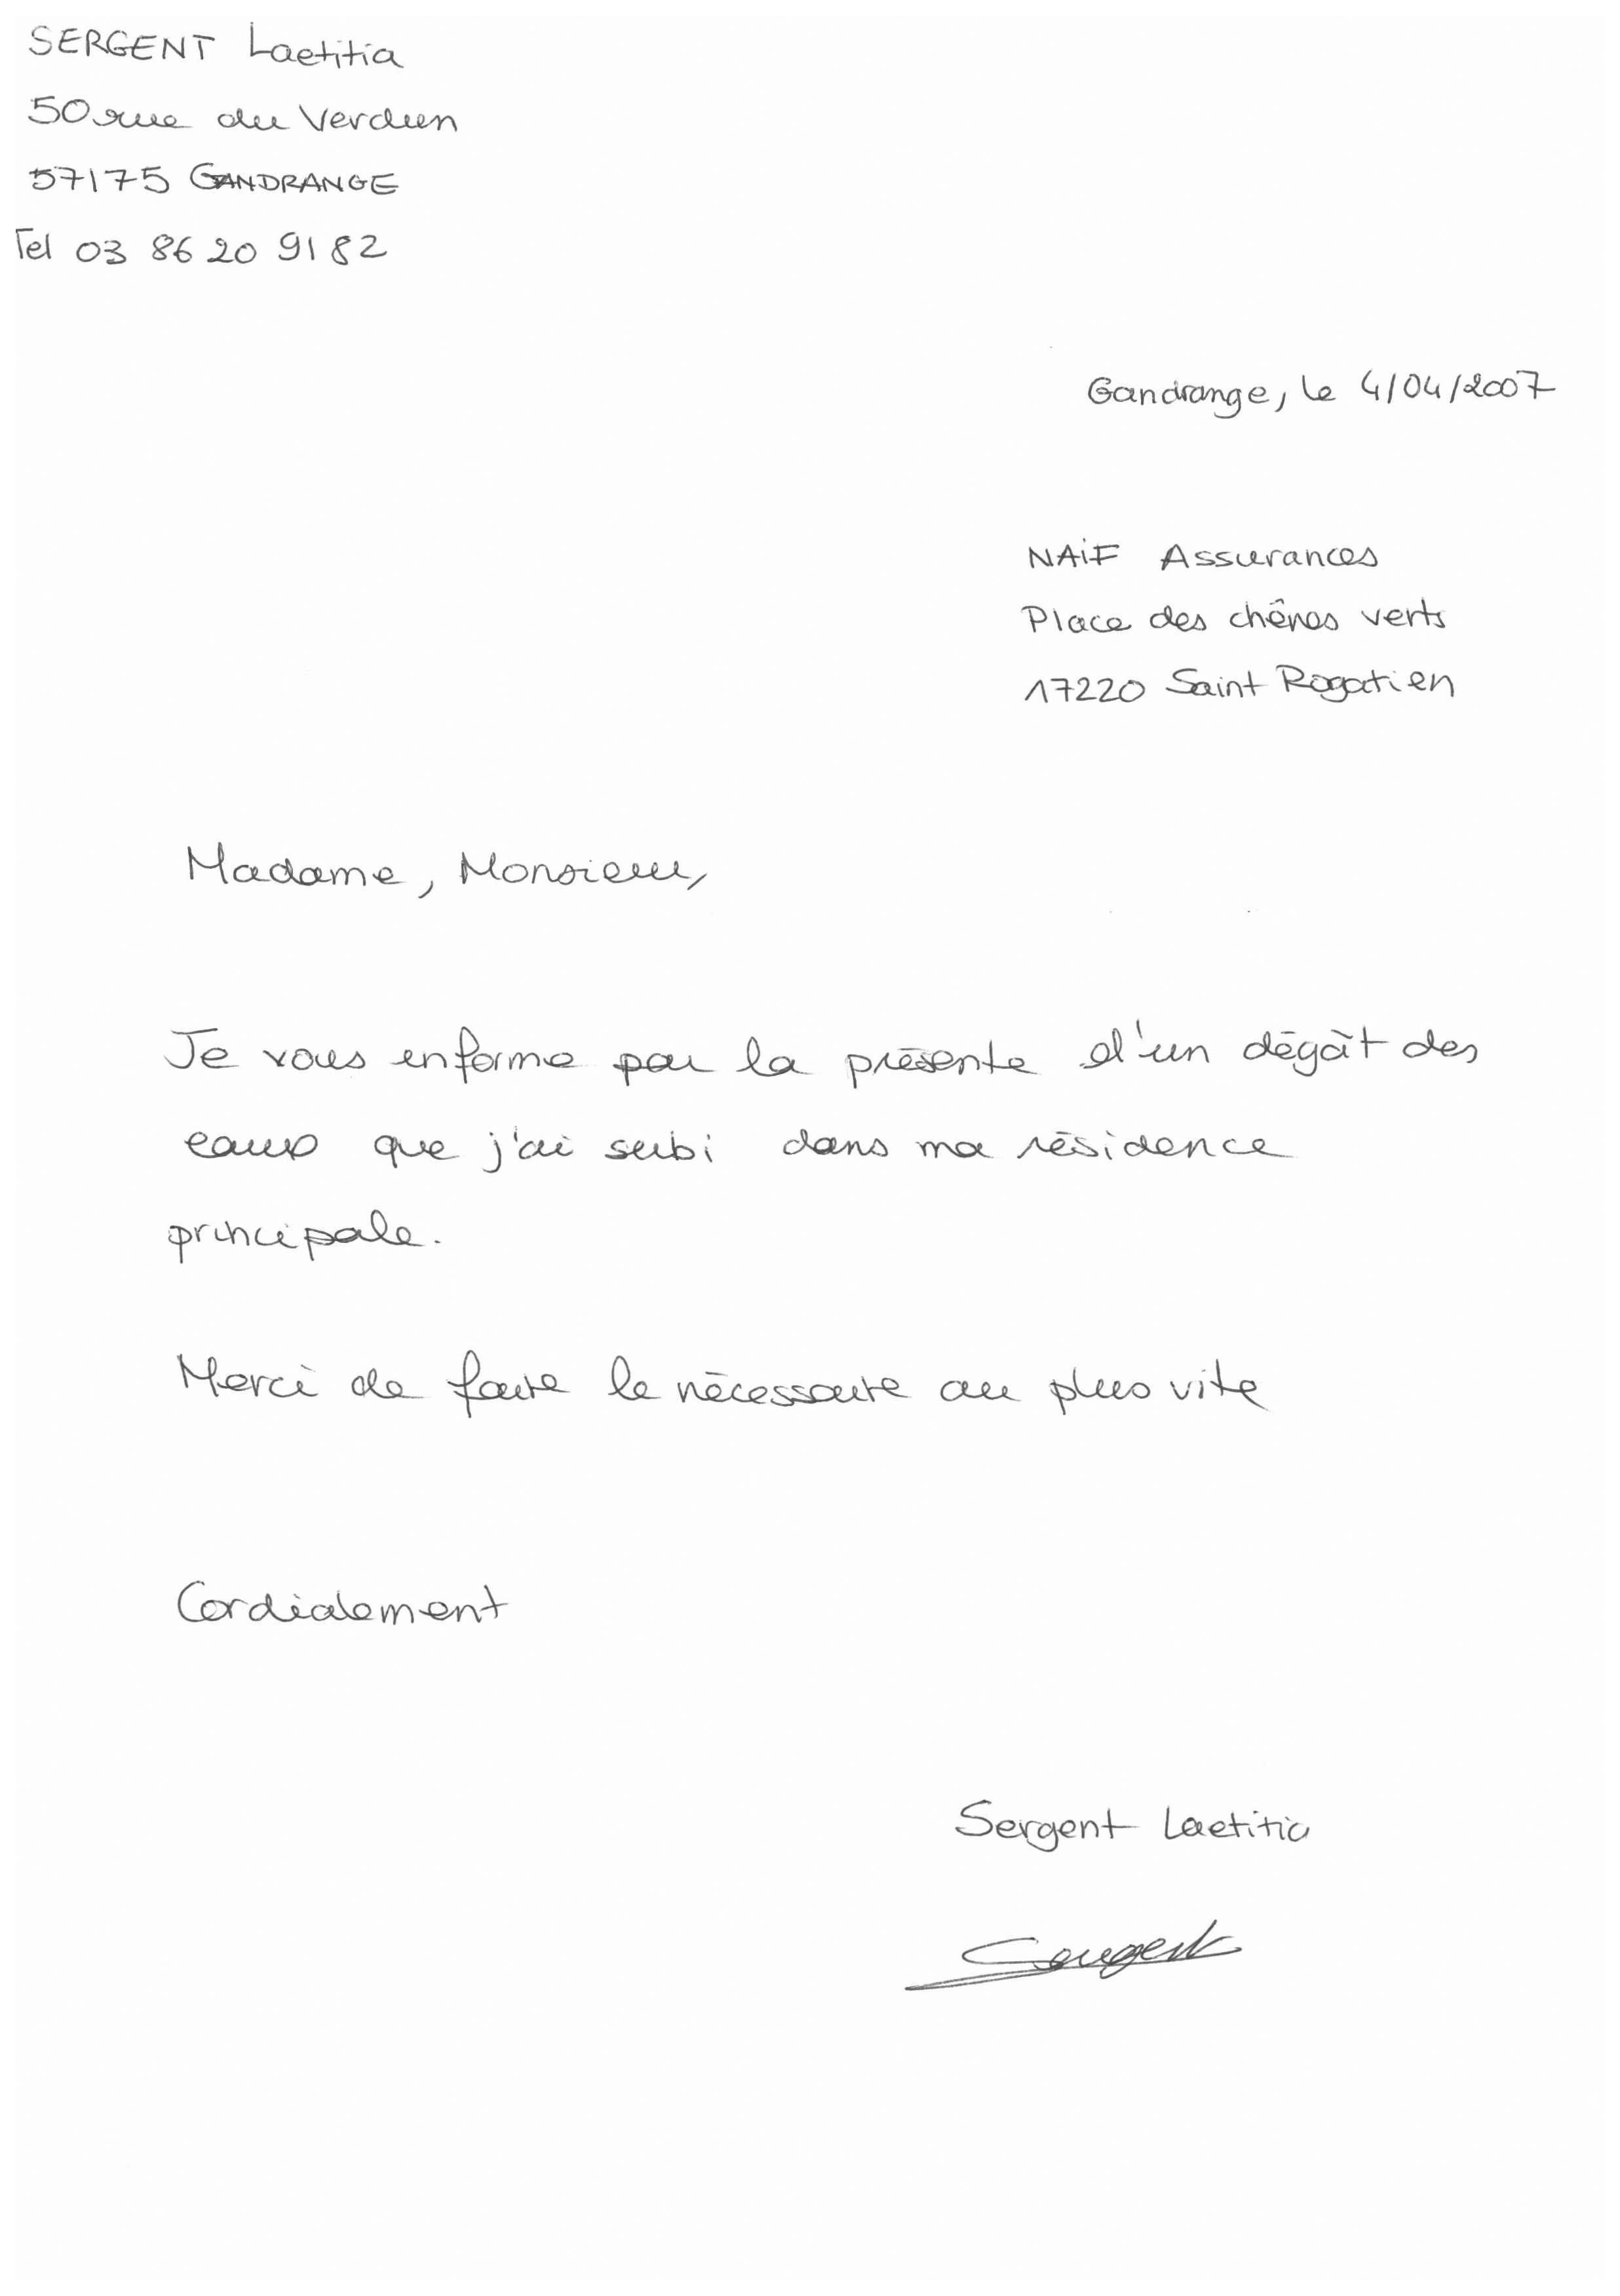 SERGENT Laetitia
50 rue du Verdun
57175 GANDRANGE
Tel 03 86 20 91 82
Gandrange, le 4/04/2007
NAiF Assurances
Place des chênes verts
17220 Saint Rogatien
Madame, Monsieur,
Je vous informe par la présente d'un dégât des
eaux que j'ai subi dans ma résidence
principale.
Merci de faire le nécessaire au plus vite
Cordialement
Sergent Laetitia
Sergent